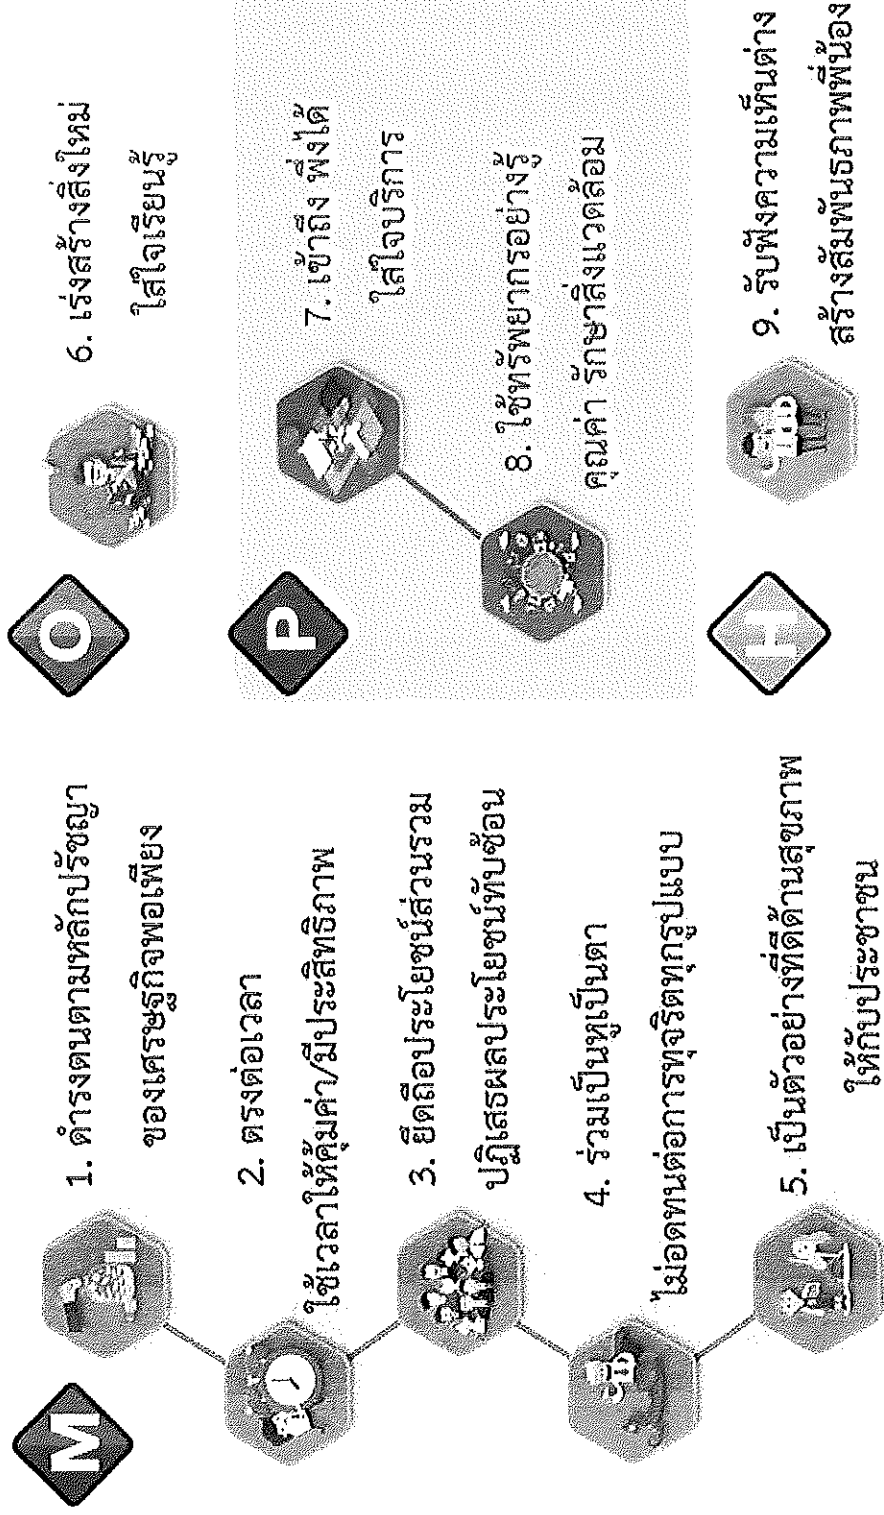 M
1. ดำรงตนตามหลักปรัชญา
ของเศรษฐกิจพอเพียง
2. ตรงต่อเวลา
ใช้เวลาให้คุ้มค่า/มีประสิทธิภาพ
3. ยึดถือประโยชน์ส่วนรวม
ปฏิเสธผลประโยชน์ทับซ้อน
4. ร่วมเป็นหูเป็นตา
ไม่อดทนต่อการทุจริตทุกรูปแบบ
5. เป็นตัวอย่างที่ดีด้านสุขภาพ
ให้กับประชาชน
O
6. เร่งสร้างสิ่งใหม่
ใส่ใจเรียนรู้
P
7. เข้าถึง พึ่งได้
ใส่ใจบริการ
8. ใช้ทรัพยากรอย่างรู้
คุณค่า รักษาสิ่งแวดล้อม
H
9. รับฟังความเห็นต่าง
สร้างสัมพันธภาพพี่น้อง